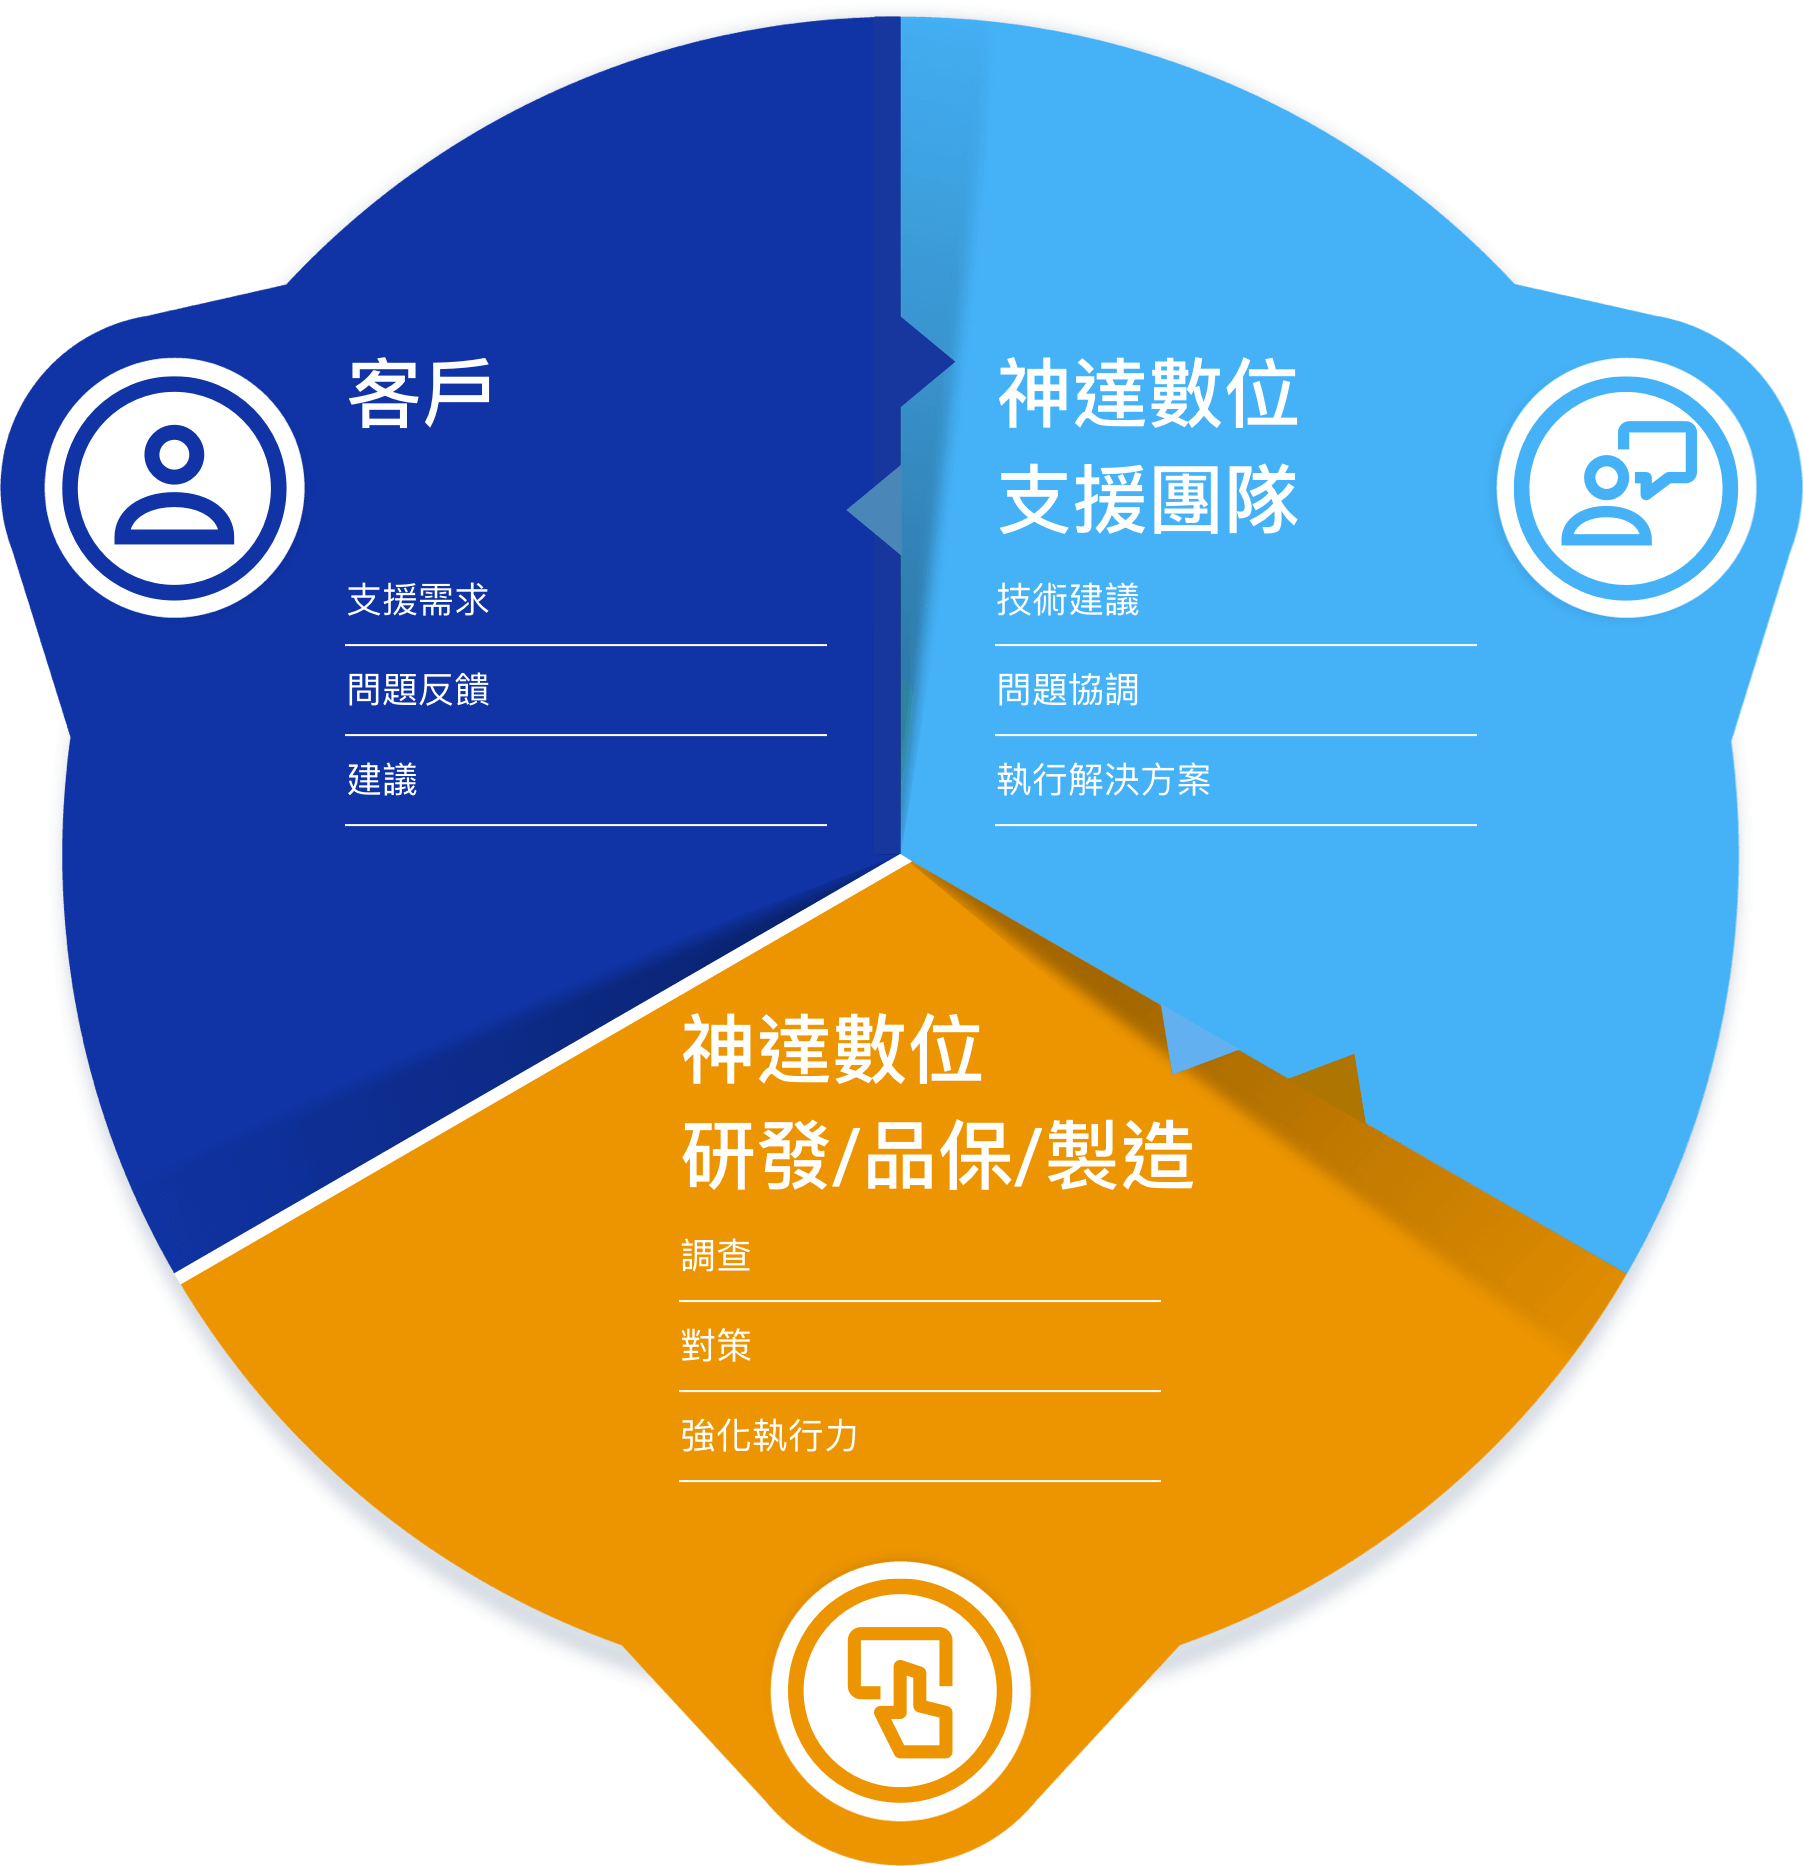 客戶
支援需求
問題反饋
建議
神達數位
支援團隊
技術建議
問題協調
執行解決方案
神達數位
研發/品保/製造
調查
對策
強化執行力